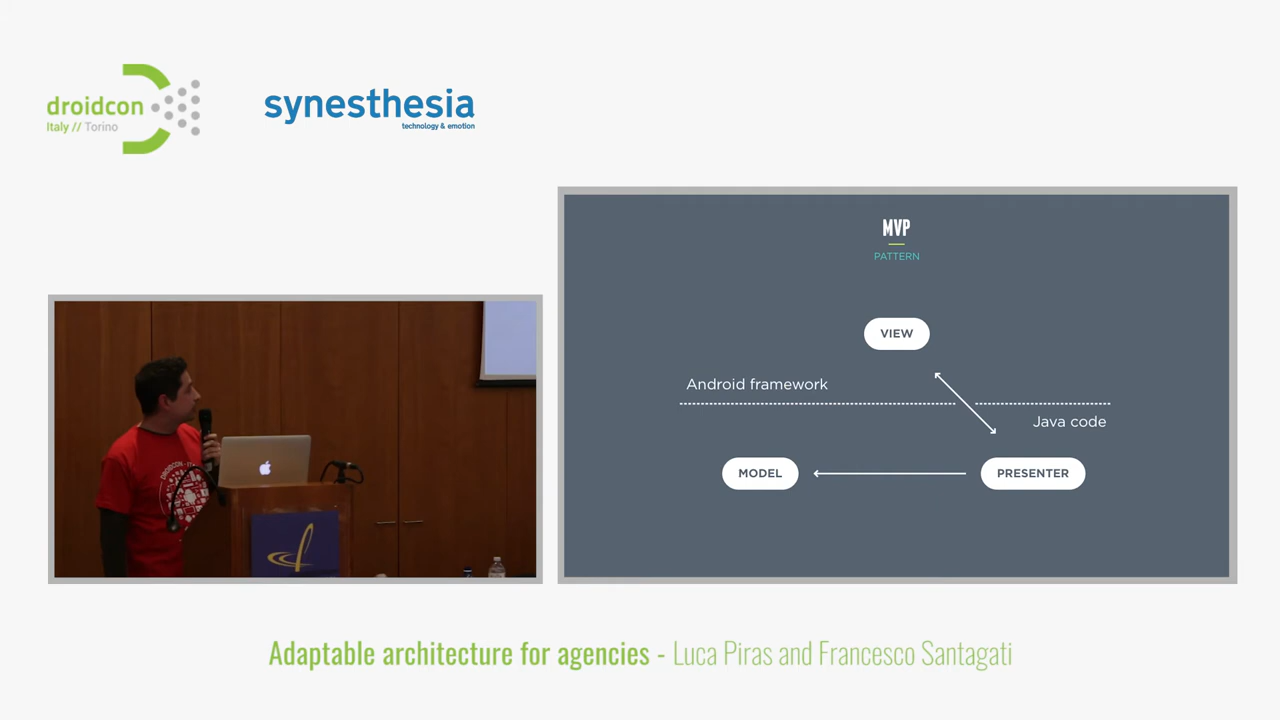 droidcon
Italy // Torino
synesthesia
technology & emotion
MVP
PATTERN
VIEW
Android framework
Java code
MODEL
PRESENTER
DROIDCON
Adaptable architecture for agencies - Luca Piras and Francesco Santagati